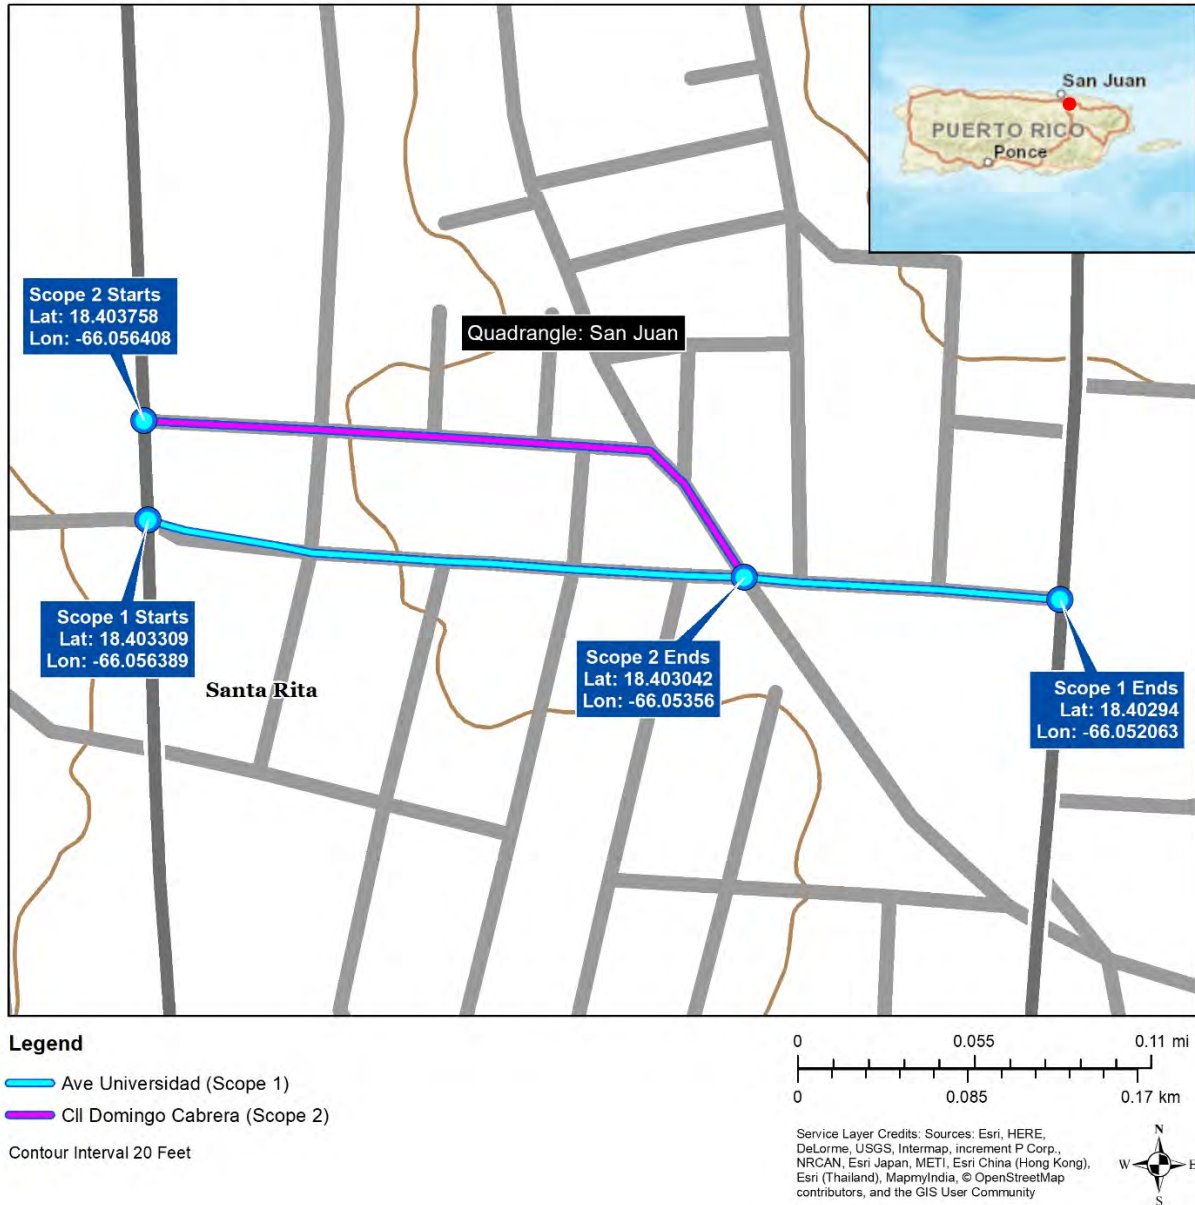 San Juan
PUERTO RICO
Ponce
Scope 2 Starts
Lat: 18.403758
Lon: -66.056408
Quadrangle: San Juan
Scope 1 Starts
Lat: 18.403309
Lon: -66.056389
Santa Rita
Scope 2 Ends
Lat: 18.403042
Lon: -66.05356
Scope 1 Ends
Lat: 18.40294
Lon: -66.052063
Legend
Ave Universidad (Scope 1)
Cll Domingo Cabrera (Scope 2)
Contour Interval 20 Feet
0 0.055 0.11 mi
0 0.085 0.17 km
Service Layer Credits: Sources: Esri, HERE,
DeLorme, USGS, Intermap, increment P Corp.,
NRCAN, Esri Japan, METI, Esri China (Hong Kong),
Esri (Thailand), MapmyIndia, © OpenStreetMap
contributors, and the GIS User Community
N
W E
S